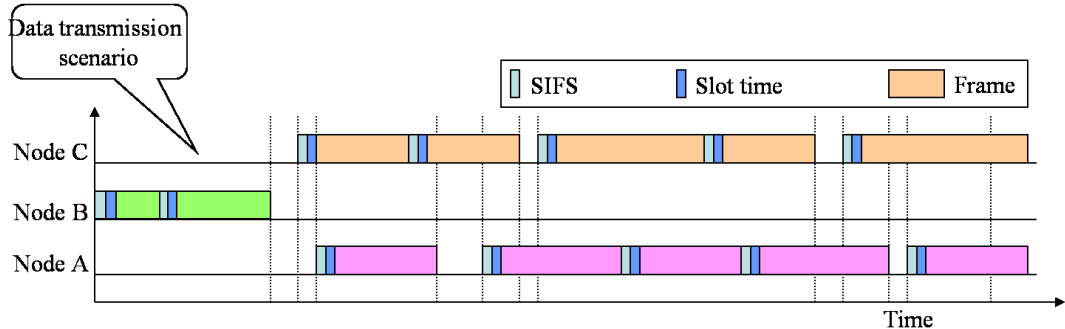 Data transmission
scenario
SIFS
Slot time
Frame
Node C
Node B
Node A
Time